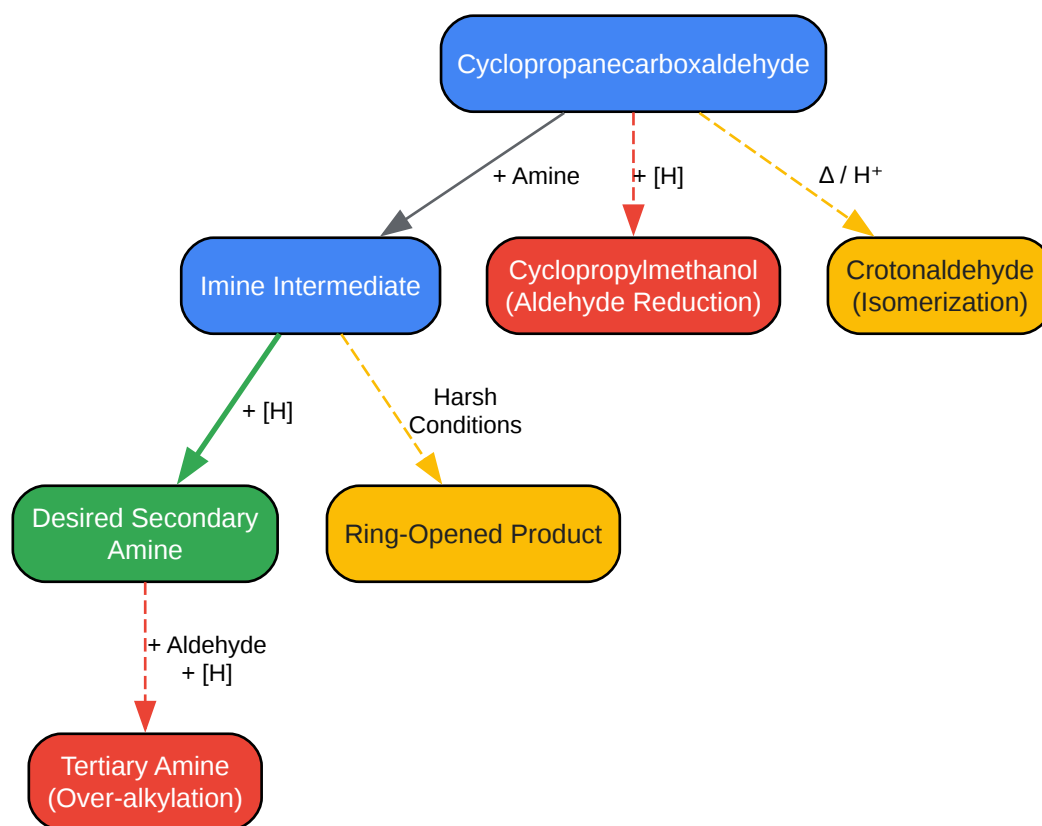 Cyclopropanecarboxaldehyde
+ Amine
+ [H]
Δ / H⁺
Imine Intermediate
Cyclopropylmethanol
(Aldehyde Reduction)
Crotonaldehyde
(Isomerization)
+ [H]
Harsh
Conditions
Desired Secondary
Amine
Ring-Opened Product
+ Aldehyde
+ [H]
Tertiary Amine
(Over-alkylation)